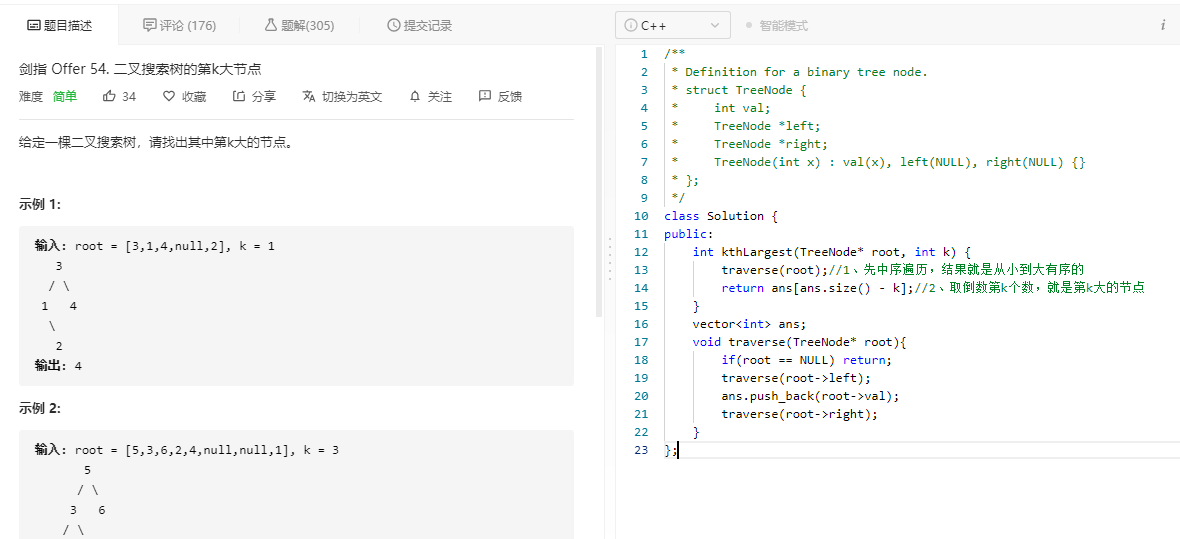 题目描述 评论 (176) 题解(305) 提交记录
剑指 Offer 54. 二叉搜索树的第k大节点
难度 简单 34 收藏 分享 切换为英文 关注 反馈
给定一棵二叉搜索树，请找出其中第k大的节点。
示例 1:
输入: root = [3,1,4,null,2], k = 1
   3
  / \
 1   4
  \
   2
输出: 4
示例 2:
输入: root = [5,3,6,2,4,null,null,1], k = 3
       5
      / \
     3   6
    / \
C++ 智能模式 i
1 /**
2  * Definition for a binary tree node.
3  * struct TreeNode {
4  *     int val;
5  *     TreeNode *left;
6  *     TreeNode *right;
7  *     TreeNode(int x) : val(x), left(NULL), right(NULL) {}
8  * };
9  */
10 class Solution {
11 public:
12     int kthLargest(TreeNode* root, int k) {
13         traverse(root);//1、先中序遍历，结果就是从小到大有序的
14         return ans[ans.size() - k];//2、取倒数第k个数，就是第k大的节点
15     }
16     vector<int> ans;
17     void traverse(TreeNode* root){
18         if(root == NULL) return;
19         traverse(root->left);
20         ans.push_back(root->val);
21         traverse(root->right);
22     }
23 };